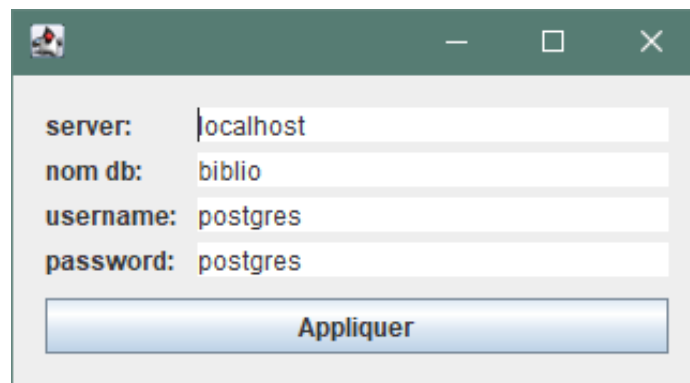 server: localhost
nom db: biblio
username: postgres
password: postgres
Appliquer